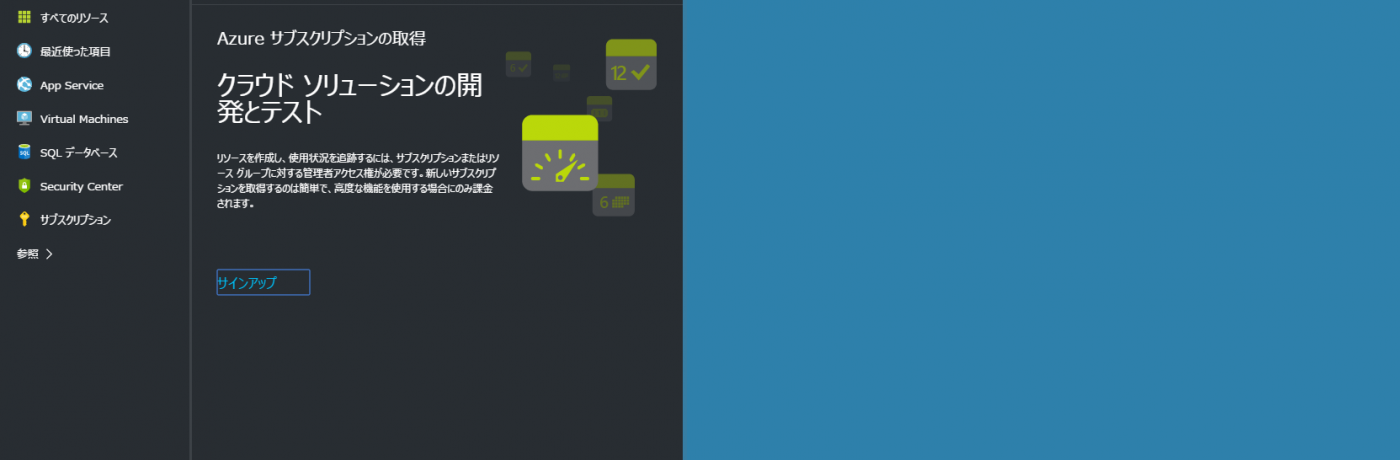 すべてのリソース
最近使った項目
App Service
Virtual Machines
SQL データベース
Security Center
サブスクリプション
参照
Azure サブスクリプションの取得
クラウド ソリューションの開
発とテスト
リソースを作成し、使用状況を追跡するには、サブスクリプションまたはリソ
ース グループに対する管理者アクセス権が必要です。新しいサブスクリプ
ションを取得するのは簡単で、高度な機能を使用する場合にのみ課金
されます。
サインアップ
6
12
6